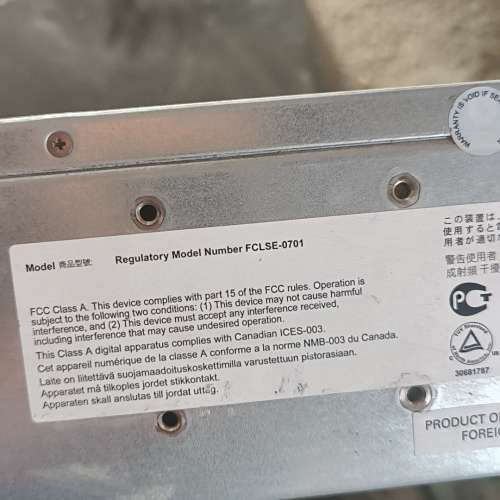 WARRANTY IS VOID IF SE
Model 商品型號: Regulatory Model Number FCLSE-0701
この装置は、
使用すると
用者が適切
FCC Class A. This device complies with part 15 of the FCC rules. Operation is
subject to the following two conditions: (1) This device may not cause harmful
interference, and (2) This device must accept any interference received,
including interference that may cause undesired operation.
This Class A digital apparatus complies with Canadian ICES-003.
Cet appareil numérique de la classe A conforme a la norme NMB-003 du Canada.
Laite on liitettävä suojamaadoituskoskettimilla varustettuun pistorasiaan.
Apparatet må tilkoples jordet stikkontakt.
Apparaten skall anslutas till jordat uttag.
警告使用者
成射頻干擾
PCT
30681787
us
PRODUCT O
FOREIG